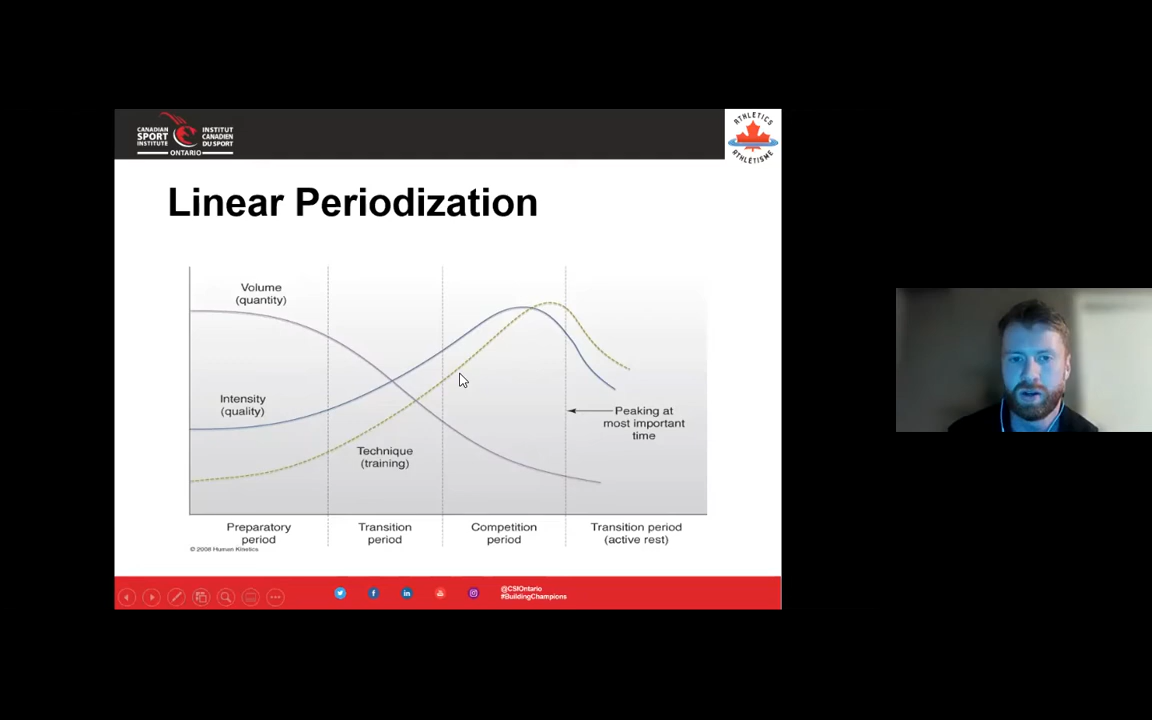 CANADIAN
SPORT
INSTITUTE
INSTITUT
CANADIEN
DU SPORT
ONTARIO
ATHLETICS
ATHLÉTISME
Linear Periodization
Volume
(quantity)
Intensity
(quality)
Technique
(training)
Peaking at
most important
time
Preparatory
period
Transition
period
Competition
period
Transition period
(active rest)
© 2008 Human Kinetics
@CSIOntario
#BuildingChampions